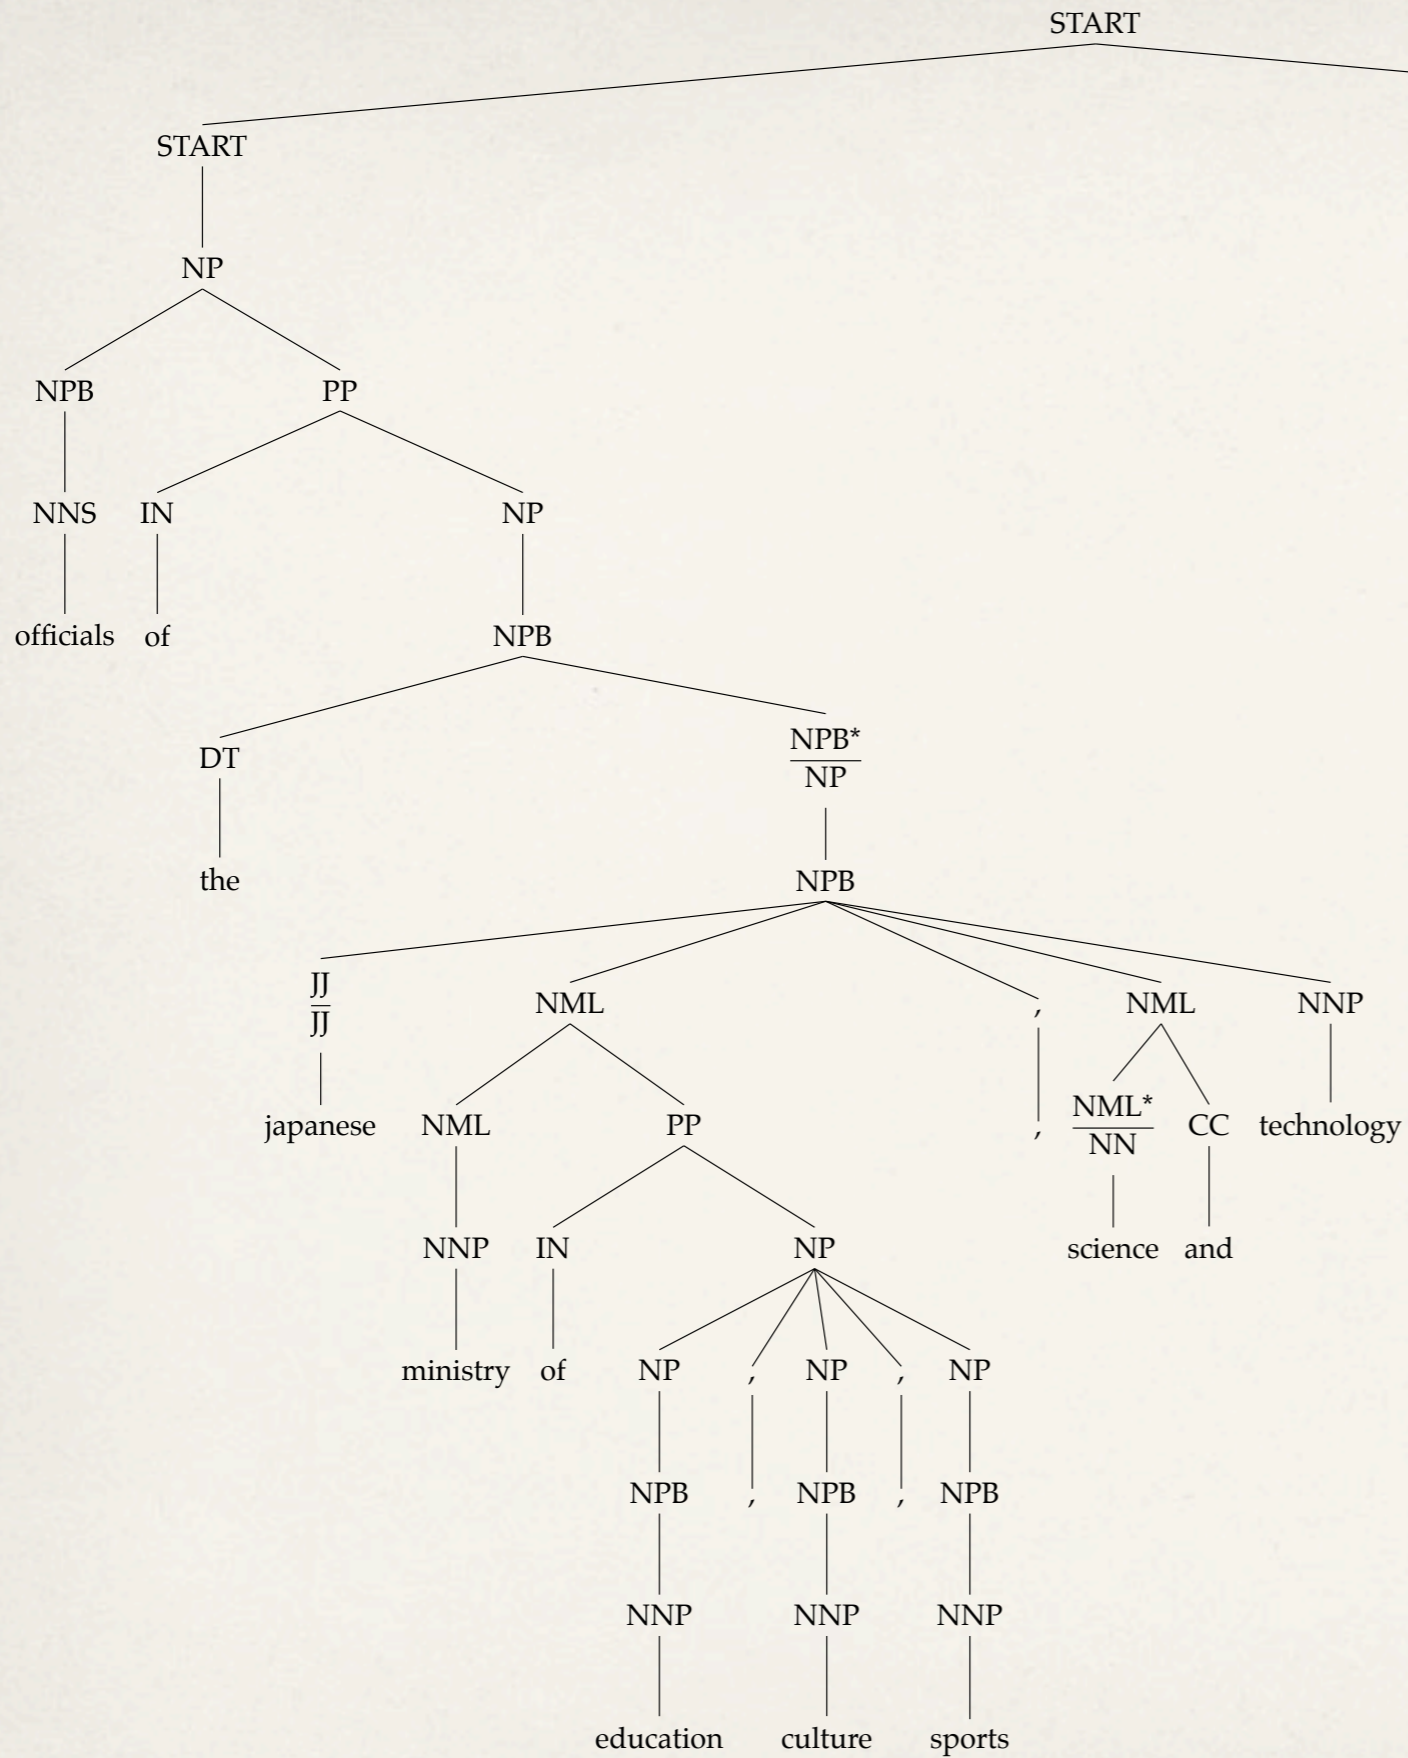 START
START
NP
NPB PP
NNS IN NP
officials of NPB
DT NPB*
NP
the NPB
JJ
JJ NML , NML NNP
japanese NML PP , NML*
NN CC technology
NNP IN NP science and
ministry of NP , NP , NP
NPB , NPB , NPB
NNP NNP NNP
education culture sports